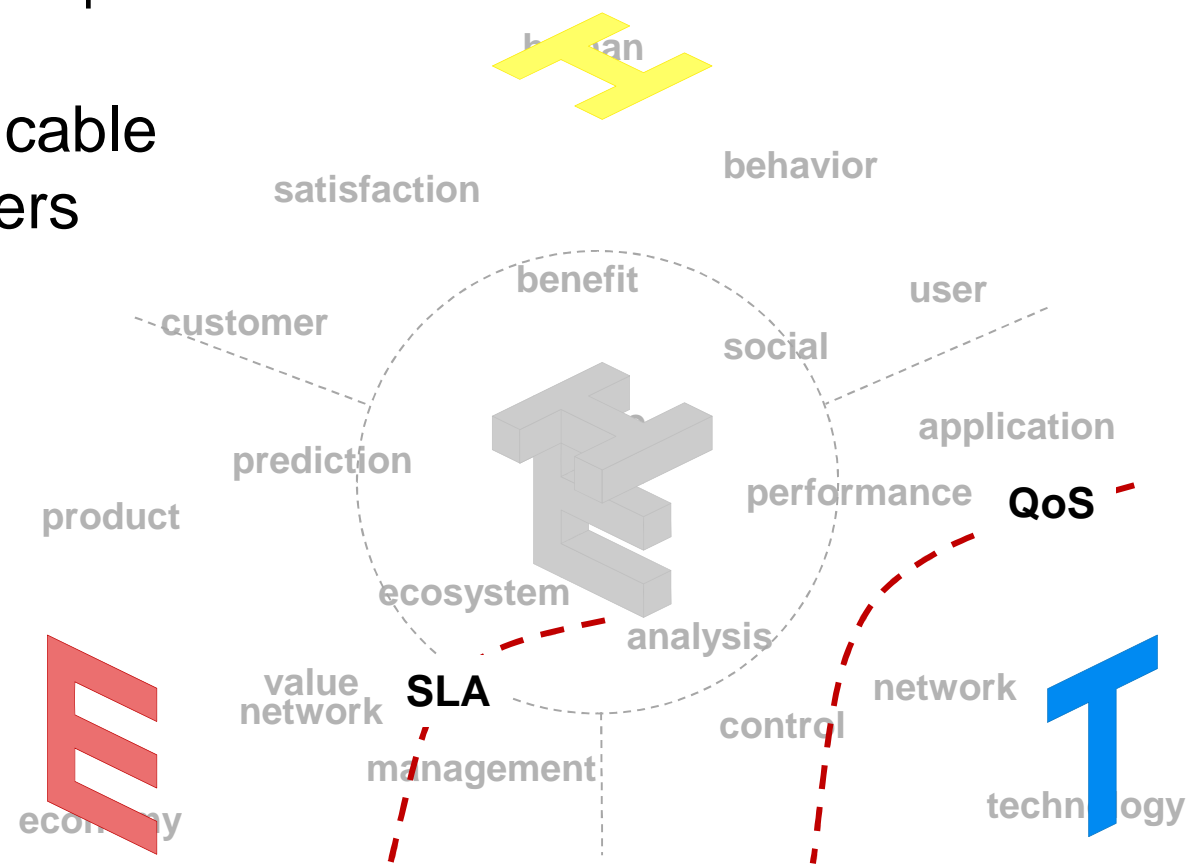 cable
ers
H
behavior
satisfaction
benefit
user
customer
social
application
prediction
performance
QoS
product
ecosystem
analysis
value
network
SLA
network
control
management
E
T